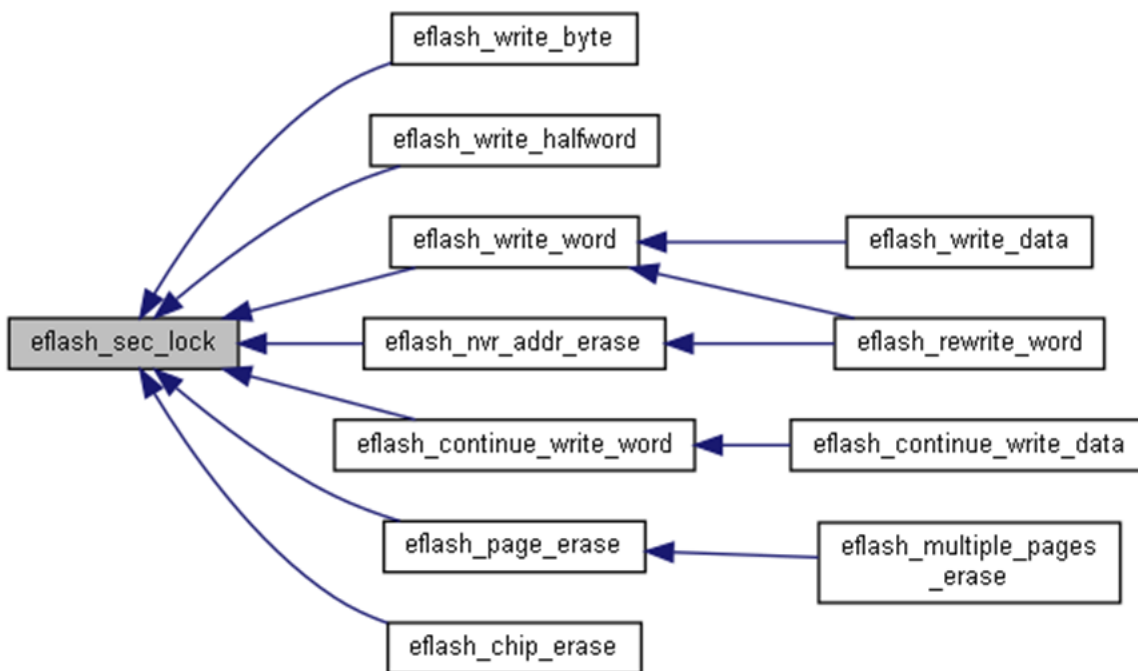 eflash_write_byte
eflash_write_halfword
eflash_write_word
eflash_write_data
eflash_sec_lock
eflash_nvr_addr_erase
eflash_rewrite_word
eflash_continue_write_word
eflash_continue_write_data
eflash_page_erase
eflash_multiple_pages
_erase
eflash_chip_erase